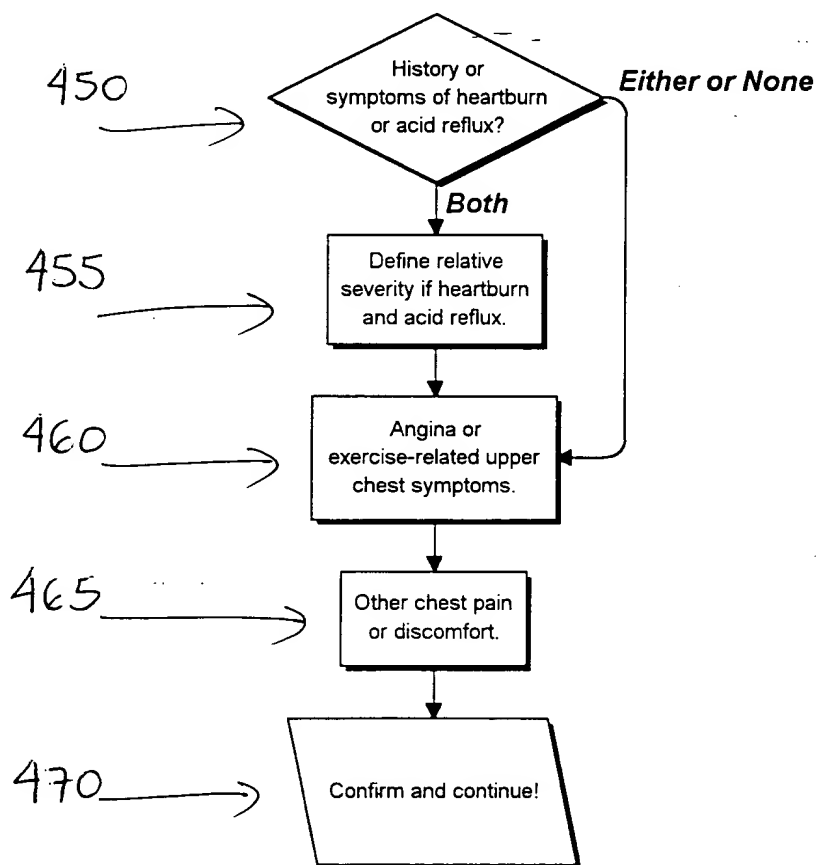 450
History or
symptoms of heartburn
or acid reflux?
Either or None
Both
455
Define relative
severity if heartburn
and acid reflux.
460
Angina or
exercise-related upper
chest symptoms.
465
Other chest pain
or discomfort.
470
Confirm and continue!